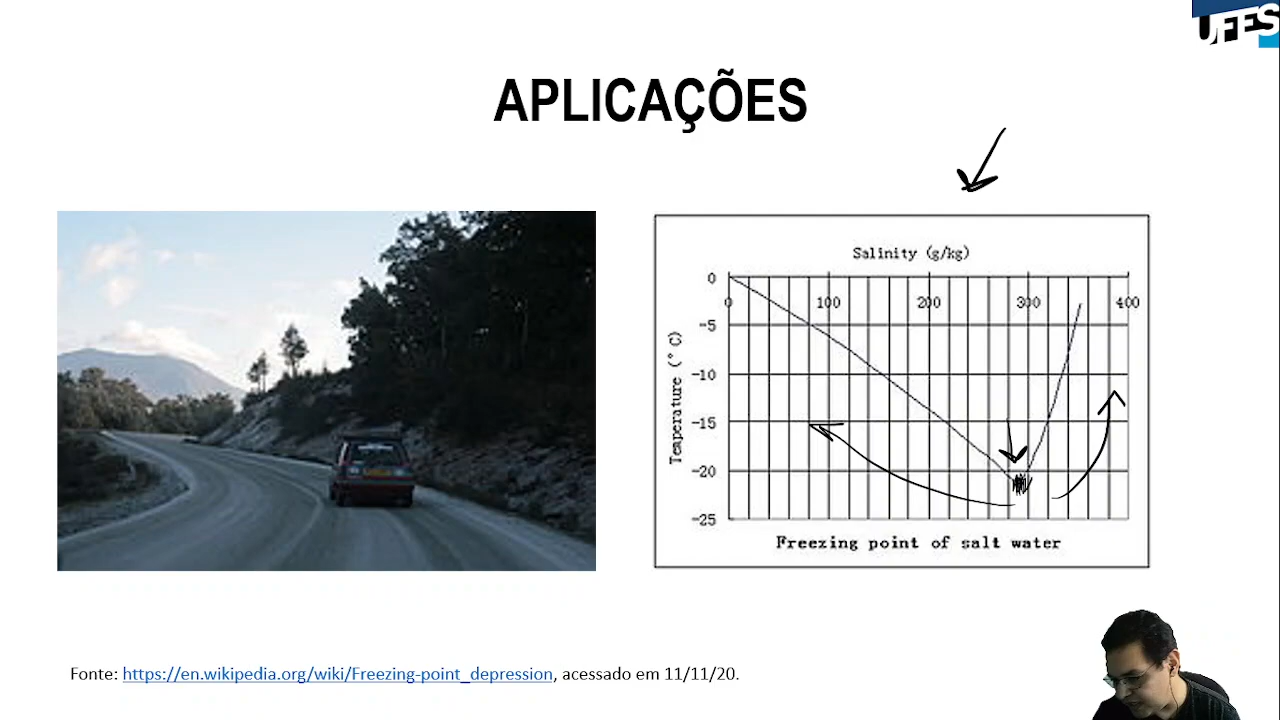 UFES
APLICAÇÕES
Salinity (g/kg)
0
0 100 200 300 400
-5
-10
-15
-20
-25
Temperature (°C)
Freezing point of salt water
Fonte: https://en.wikipedia.org/wiki/Freezing-point_depression, acessado em 11/11/20.